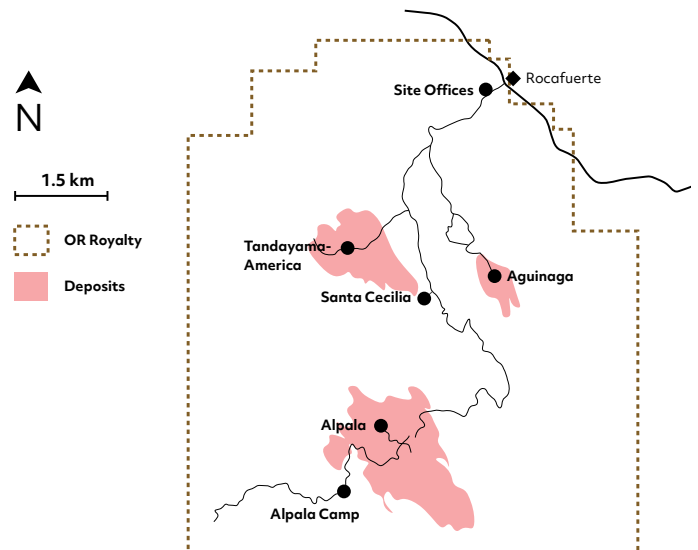 Rocafuerte
Site Offices
N
1.5 km
OR Royalty
Tandayama-
America
Aguinaga
Deposits
Santa Cecilia
Alpala
Alpala Camp